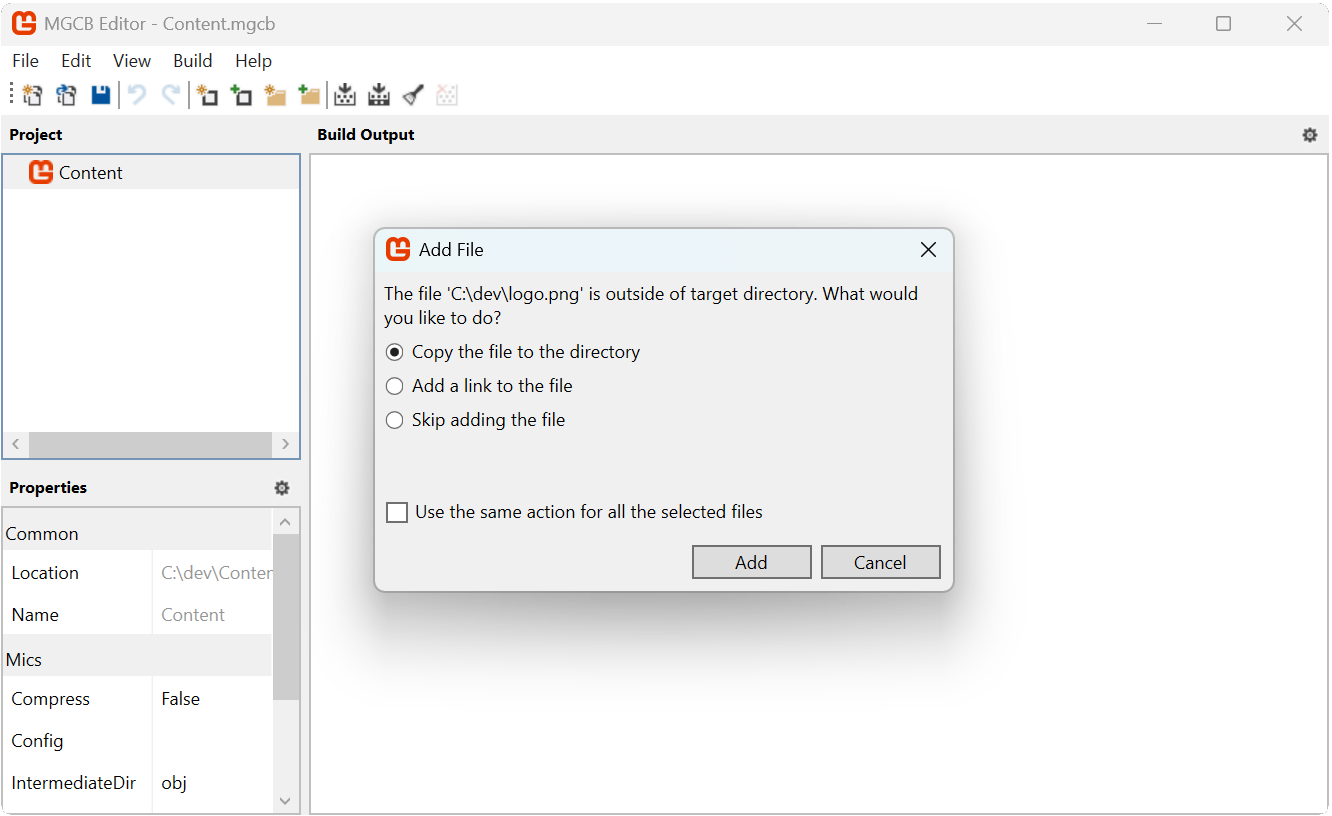 MGCB Editor - Content.mgcb
File Edit View Build Help
Project
Build Output
Content
Add File
The file 'C:\dev\logo.png' is outside of target directory. What would
you like to do?
Copy the file to the directory
Add a link to the file
Skip adding the file
Use the same action for all the selected files
Add Cancel
Properties
Common
Location C:\dev\Conter
Name Content
Mics
Compress False
Config
IntermediateDir obj